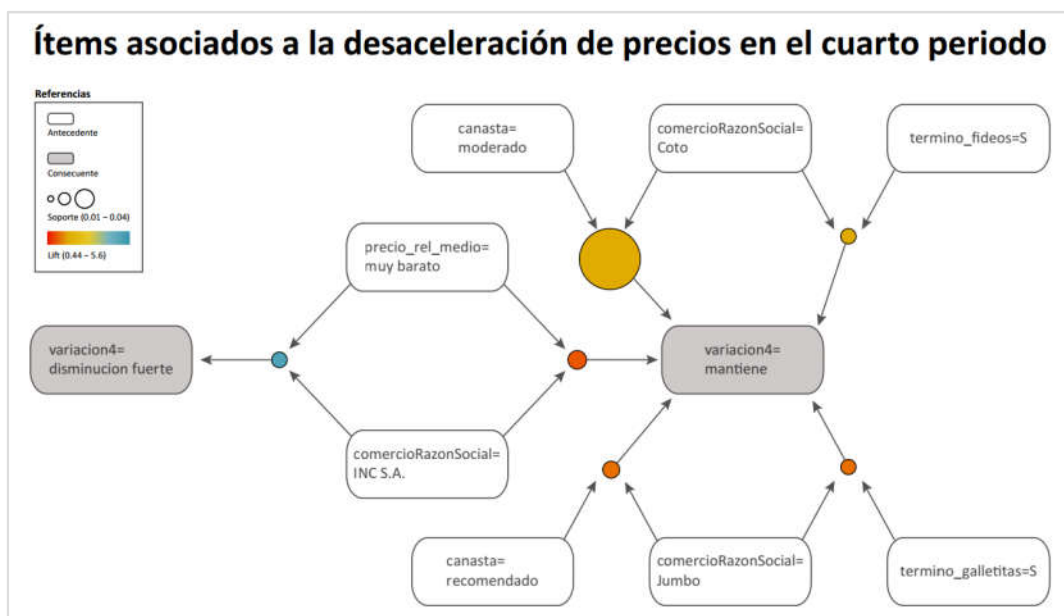 Ítems asociados a la desaceleración de precios en el cuarto periodo
Referencias
Antecedente
Consecuente
Soporte (0.01 – 0.04)
Lift (0.44 – 5.6)
canasta=
moderado
comercioRazonSocial=
Coto
termino_fideos=S
precio_rel_medio=
muy barato
variacion4=
disminucion fuerte
variacion4=
mantiene
comercioRazonSocial=
INC S.A.
canasta=
recomendado
comercioRazonSocial=
Jumbo
termino_galletitas=S